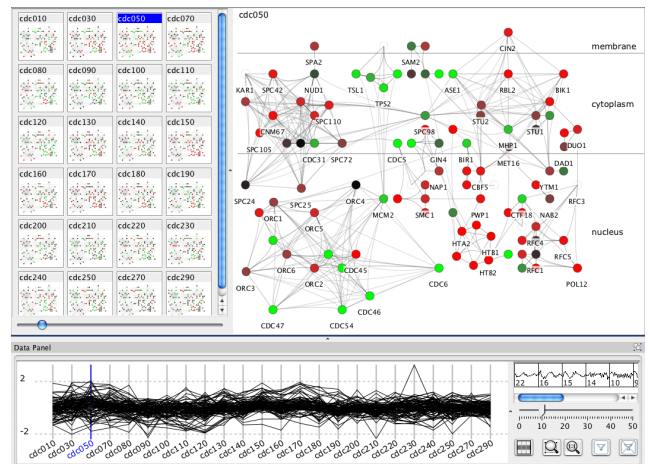 cdc010 cdc030 cdc050 cdc070
cdc080 cdc090 cdc100 cdc110
cdc120 cdc130 cdc140 cdc150
cdc160 cdc170 cdc180 cdc190
cdc200 cdc210 cdc220 cdc230
cdc240 cdc250 cdc270 cdc290
cdc050
CIN2 membrane
SPA2 SAM2
KAR1 SPC42 NUD1 TSL1 ASE1 RBL2 BIK1
TPS2 cytoplasm
SPC110 STU2
CNM67 SPC98 STU1
SPC105 CDC31 SPC72 MHP1 DUO1
CDC5 GIN4 BIR1 MET16 DAD1
SPC24 SPC25 ORC4 NAP1 CBF5 YTM1 RFC3
ORC1 ORC5 MCM2 SMC1 PWP1 CTF18 NAB2
HTA2 HTB1 RFC4 nucleus
ORC6 CDC45 HTB2 RFC1 RFC5
ORC3 ORC2 CDC6 POL12
CDC46
CDC47 CDC54
Data Panel
2
-2
cdc010 cdc030 cdc050 cdc070 cdc080 cdc090 cdc100 cdc110 cdc120 cdc130 cdc140 cdc150 cdc160 cdc170 cdc180 cdc190 cdc200 cdc210 cdc220 cdc230 cdc240 cdc250 cdc270 cdc290
22 16 15 14 10 9
0 10 20 30 40 50